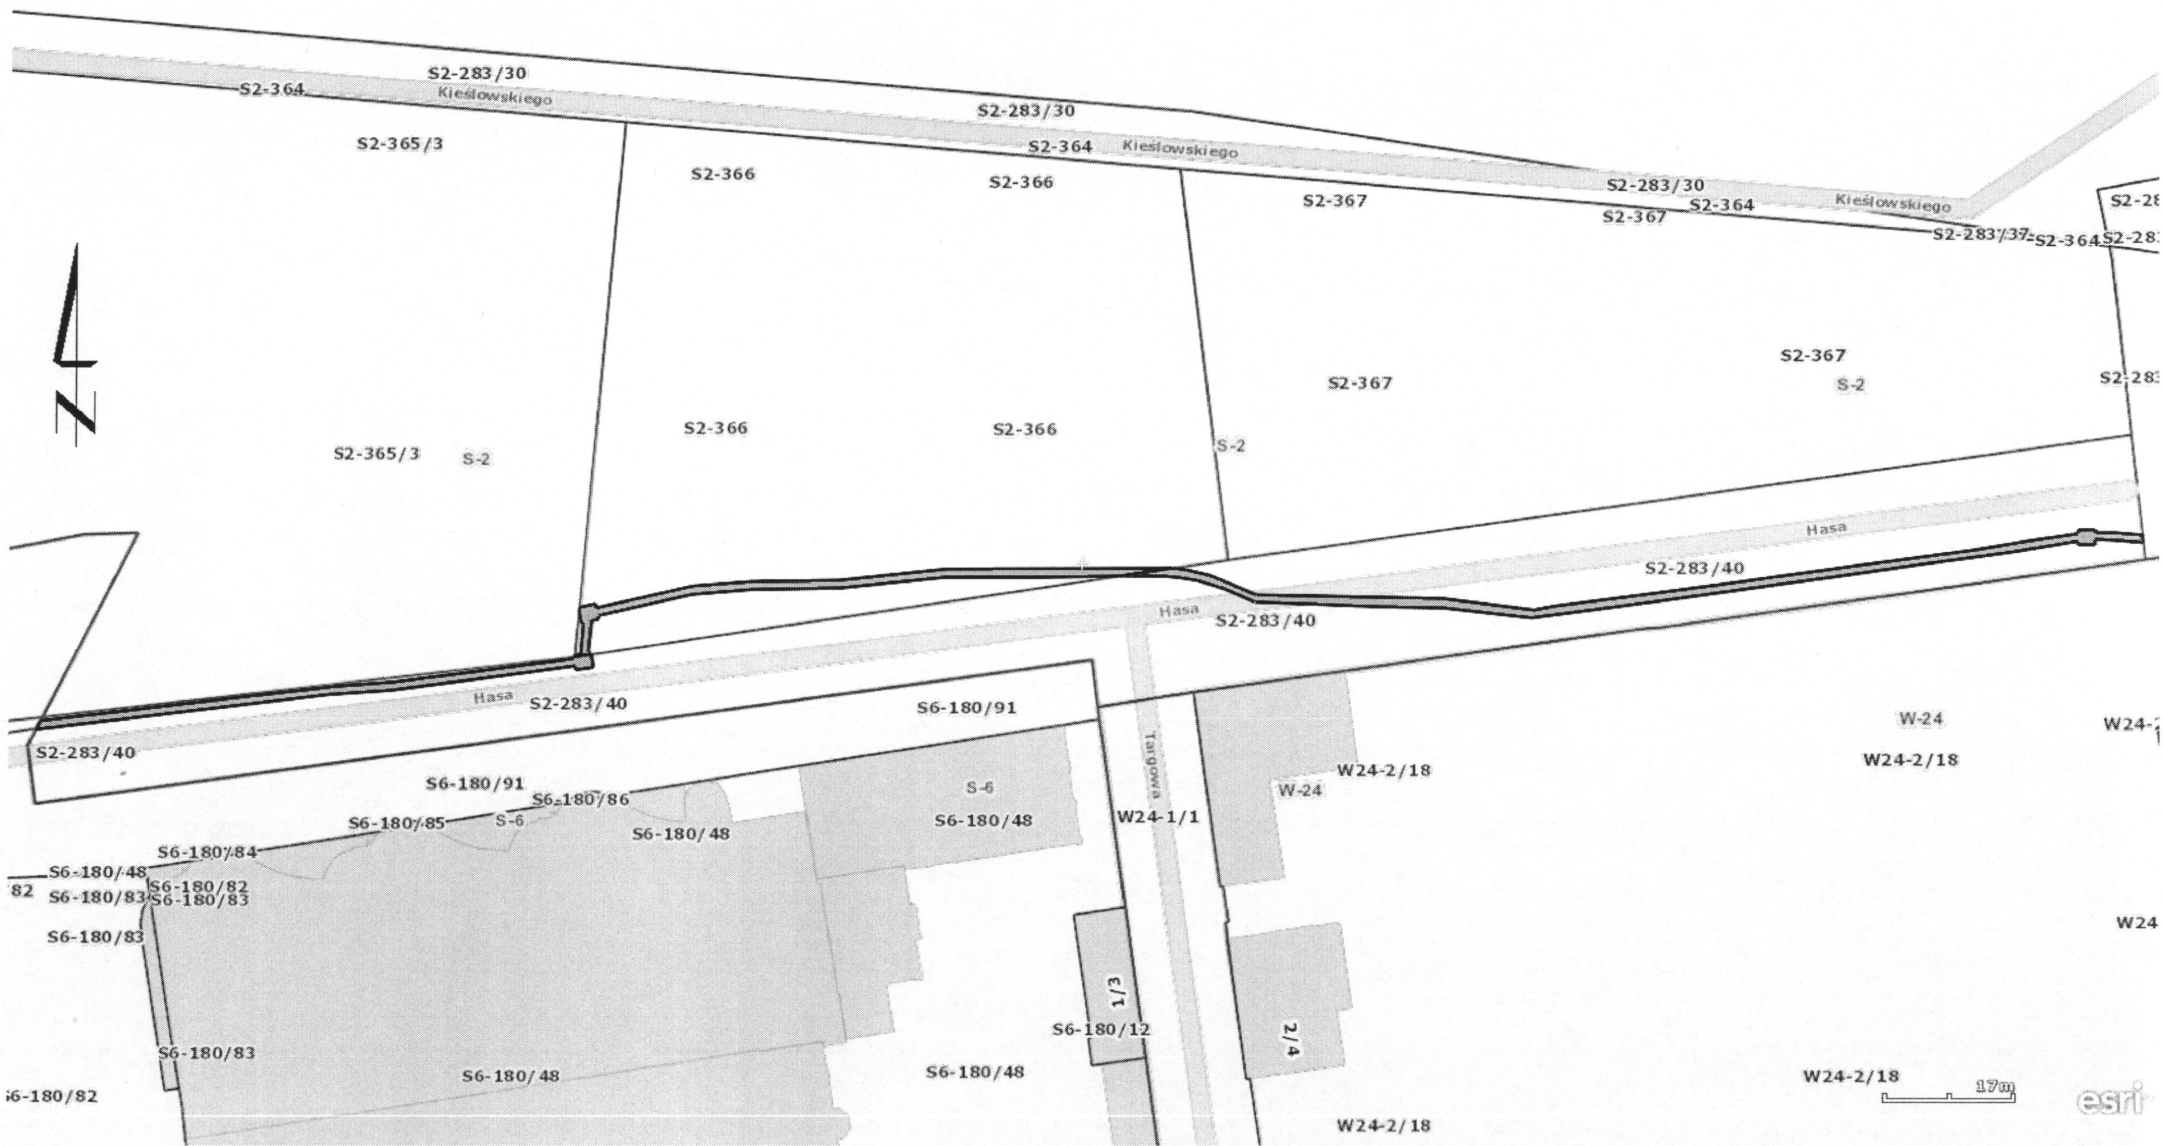 S2-283/30
S2-364
Kieślowskiego
S2-283/30
S2-365/3
S2-364
Kieślowskiego
S2-366
S2-366
S2-283/30
S2-367
S2-364
Kieślowskiego
S2-367
S2-283/37
S2-364
S2-367
S-2
S2-367
N
S2-366
S2-366
S-2
S2-365/3
S-2
Hasa
S2-283/40
Hasa
S2-283/40
Hasa
S2-283/40
S6-180/91
W-24
S2-283/40
Targowa
W24-2/18
W24-2/18
S6-180/91
S-6
W-24
S6-180/86
S6-180/85
S-6
S6-180/48
S6-180/48
W24-1/1
S6-180/84
S6-180/48
S6-180/82
82
S6-180/83
S6-180/83
W24
S6-180/83
3/1
S6-180/12
2/4
S6-180/83
S6-180/48
S6-180/48
W24-2/18
17m
S6-180/82
esri
W24-2/18